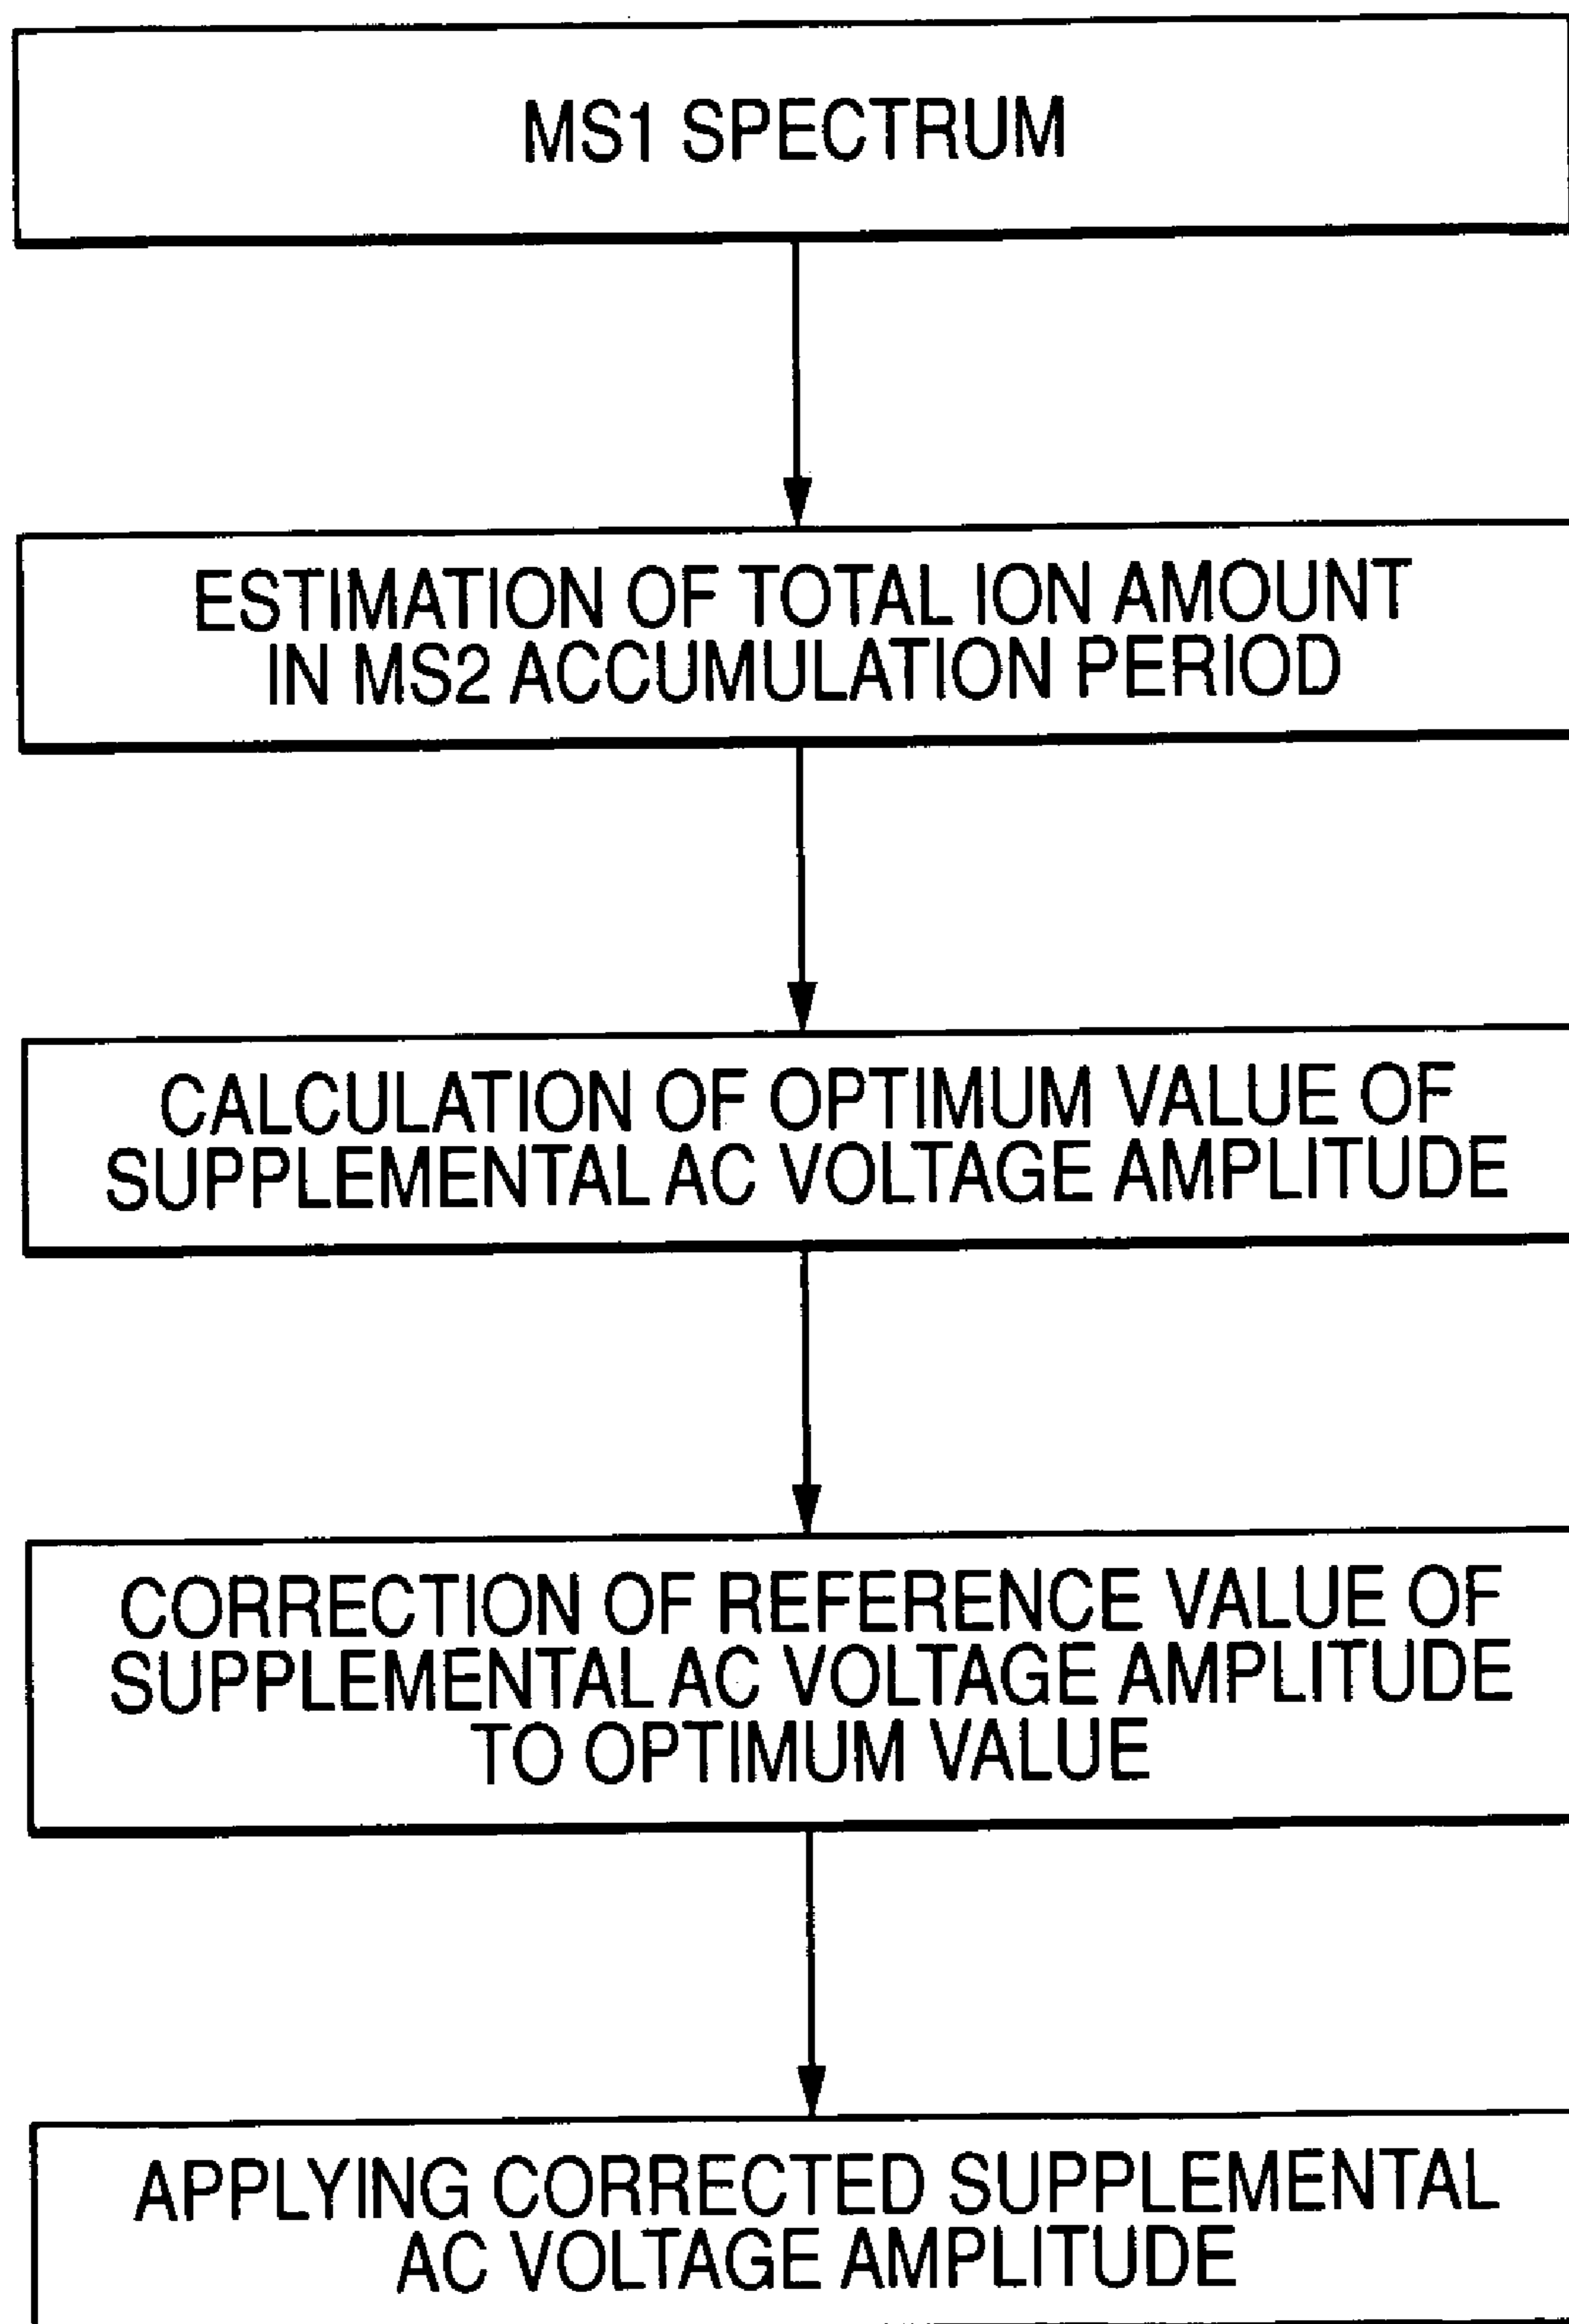 MS1 SPECTRUM
ESTIMATION OF TOTAL ION AMOUNT
IN MS2 ACCUMULATION PERIOD
CALCULATION OF OPTIMUM VALUE OF
SUPPLEMENTAL AC VOLTAGE AMPLITUDE
CORRECTION OF REFERENCE VALUE OF
SUPPLEMENTAL AC VOLTAGE AMPLITUDE
TO OPTIMUM VALUE
APPLYING CORRECTED SUPPLEMENTAL
AC VOLTAGE AMPLITUDE